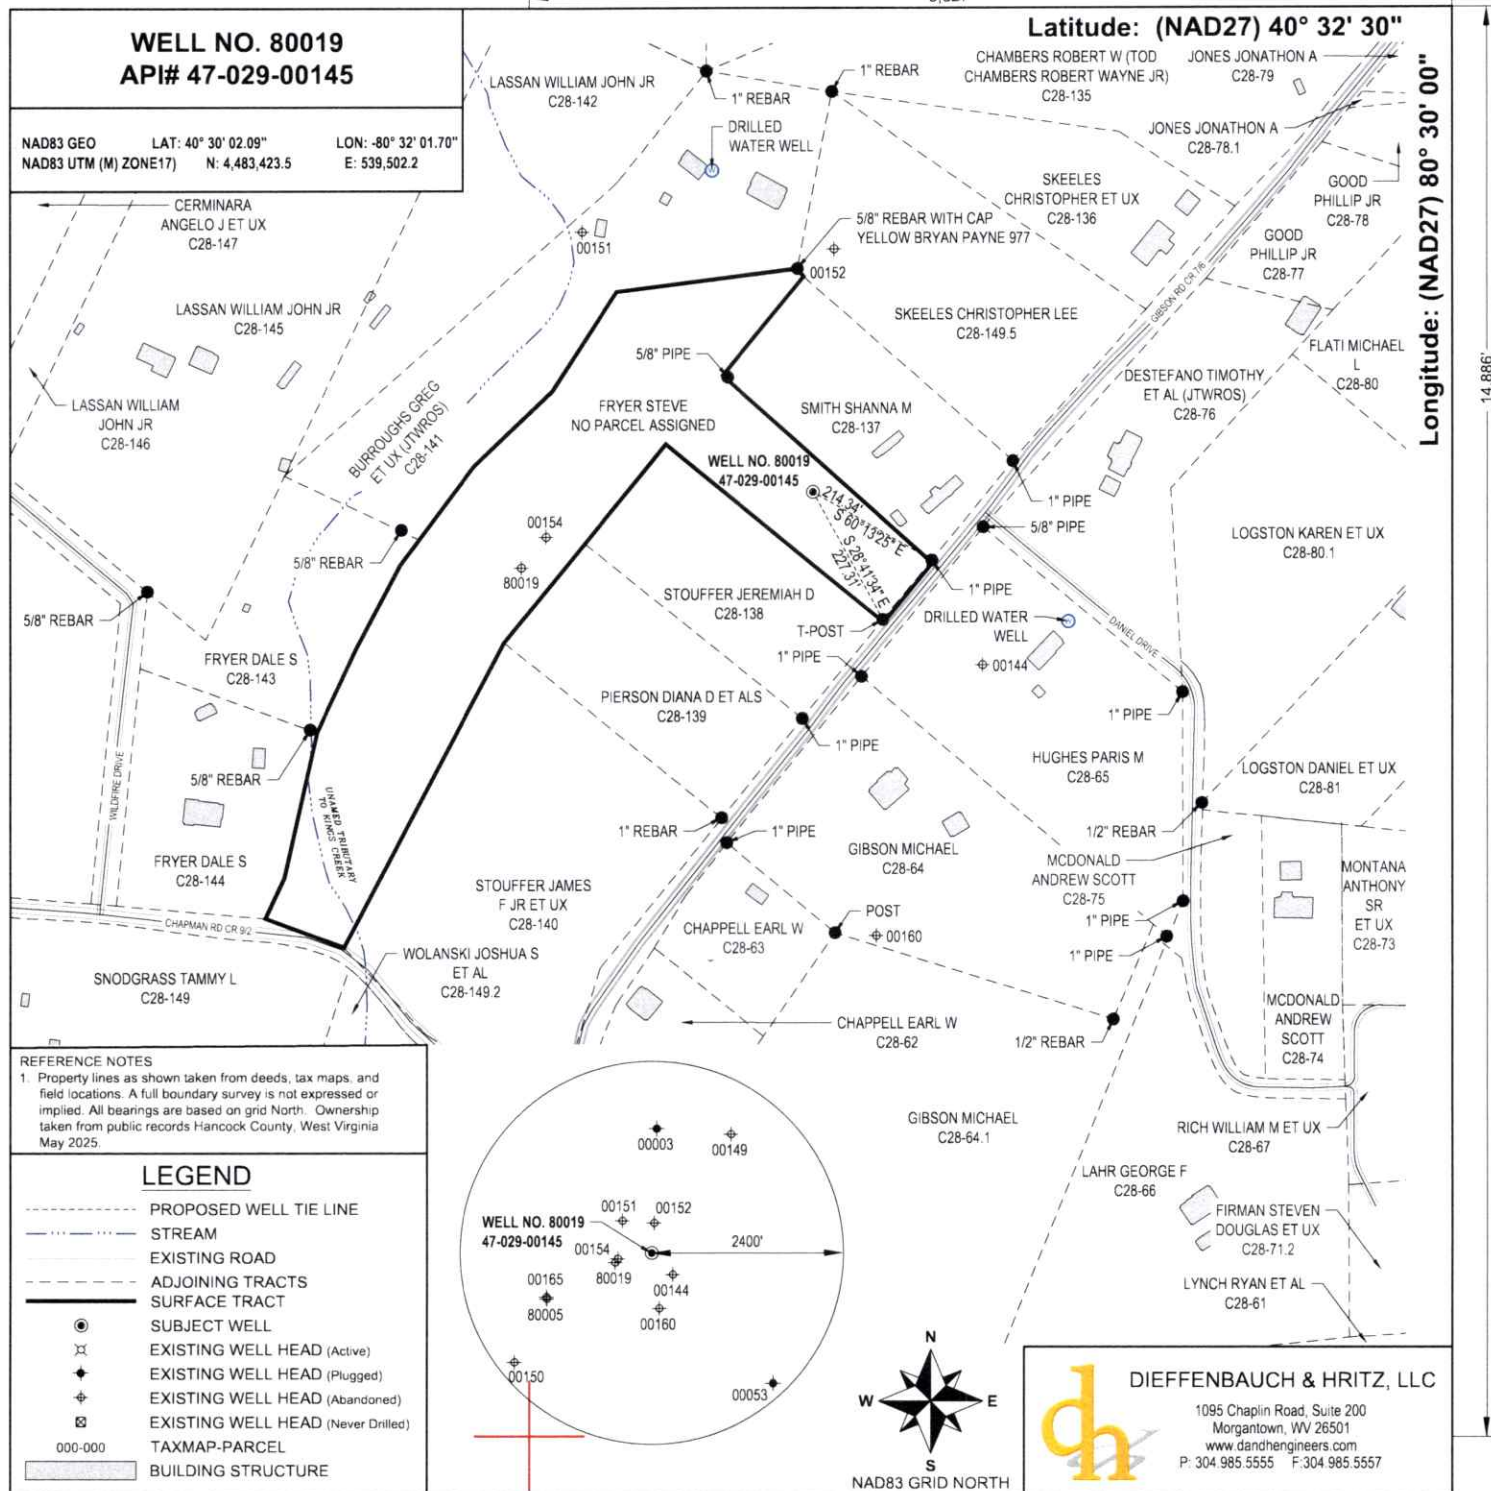 Latitude: (NAD27) 40° 32' 30"
Longitude: (NAD27) 80° 30' 00"
14,886'
WELL NO. 80019
API# 47-029-00145
NAD83 GEO LAT: 40° 30' 02.09" LON: -80° 32' 01.70"
NAD83 UTM (M) ZONE17) N: 4,483,423.5 E: 539,502.2
LASSAN WILLIAM JOHN JR
C28-142
1" REBAR
1" REBAR
DRILLED
WATER WELL
CHAMBERS ROBERT W (TOD
CHAMBERS ROBERT WAYNE JR)
C28-135
JONES JONATHON A
C28-79
JONES JONATHON A
C28-78.1
GOOD
PHILLIP JR
C28-78
GOOD
PHILLIP JR
C28-77
SKEELES
CHRISTOPHER ET UX
C28-136
5/8" REBAR WITH CAP
YELLOW BRYAN PAYNE 977
00152
00151
CERMINARA
ANGELO J ET UX
C28-147
LASSAN WILLIAM JOHN JR
C28-145
LASSAN WILLIAM
JOHN JR
C28-146
BURROUGHS GREG
ET UX (JTWROS)
C28-141
SKEELES CHRISTOPHER LEE
C28-149.5
GIBSON RD CR 7/6
FLATI MICHAEL
L
C28-80
DESTEFANO TIMOTHY
ET AL (JTWROS)
C28-76
5/8" PIPE
FRYER STEVE
NO PARCEL ASSIGNED
SMITH SHANNA M
C28-137
WELL NO. 80019
47-029-00145
214.34'
S 60°13'25" E
S 28°41'34" E
227.31'
1" PIPE
5/8" PIPE
LOGSTON KAREN ET UX
C28-80.1
00154
80019
5/8" REBAR
5/8" REBAR
STOUFFER JEREMIAH D
C28-138
T-POST
1" PIPE
1" PIPE
DRILLED WATER
WELL
00144
DANIEL DRIVE
1" PIPE
FRYER DALE S
C28-143
PIERSON DIANA D ET ALS
C28-139
1" PIPE
HUGHES PARIS M
C28-65
LOGSTON DANIEL ET UX
C28-81
5/8" REBAR
WILDFIRE DRIVE
UNAMED TRIBUTARY
TO KINGS CREEK
1" REBAR
1" PIPE
1/2" REBAR
GIBSON MICHAEL
C28-64
MCDONALD
ANDREW SCOTT
C28-75
MONTANA
ANTHONY
SR
ET UX
C28-73
FRYER DALE S
C28-144
STOUFFER JAMES
F JR ET UX
C28-140
CHAPMAN RD CR 9/2
CHAPPELL EARL W
C28-63
POST
00160
1" PIPE
1" PIPE
WOLANSKI JOSHUA S
ET AL
C28-149.2
SNODGRASS TAMMY L
C28-149
CHAPPELL EARL W
C28-62
1/2" REBAR
MCDONALD
ANDREW
SCOTT
C28-74
GIBSON MICHAEL
C28-64.1
RICH WILLIAM M ET UX
C28-67
LAHR GEORGE F
C28-66
FIRMAN STEVEN
DOUGLAS ET UX
C28-71.2
LYNCH RYAN ET AL
C28-61
REFERENCE NOTES
1. Property lines as shown taken from deeds, tax maps, and
field locations. A full boundary survey is not expressed or
implied. All bearings are based on grid North. Ownership
taken from public records Hancock County, West Virginia
May 2025.
LEGEND
PROPOSED WELL TIE LINE
STREAM
EXISTING ROAD
ADJOINING TRACTS
SURFACE TRACT
SUBJECT WELL
EXISTING WELL HEAD (Active)
EXISTING WELL HEAD (Plugged)
EXISTING WELL HEAD (Abandoned)
EXISTING WELL HEAD (Never Drilled)
000-000 TAXMAP-PARCEL
BUILDING STRUCTURE
00003
00149
00151
00152
WELL NO. 80019
47-029-00145
2400'
00154
80019
00165
80005
00144
00160
00150
00053
N
W E
S
NAD83 GRID NORTH
dh
DIEFFENBAUCH & HRITZ, LLC
1095 Chaplin Road, Suite 200
Morgantown, WV 26501
www.dandhengineers.com
P: 304.985.5555 F:304.985.5557